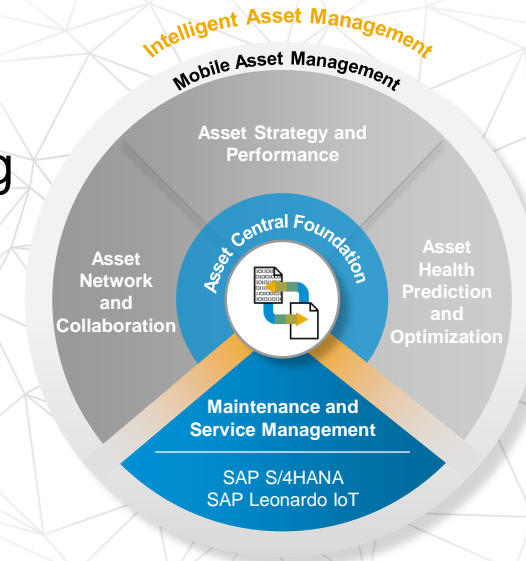 Intelligent Asset Management
Mobile Asset Management
g
Asset Strategy and
Performance
Asset Central Foundation
Asset
Network
and
Collaboration
Asset
Health
Prediction
and
Optimization
Maintenance and
Service Management
SAP S/4HANA
SAP Leonardo IoT